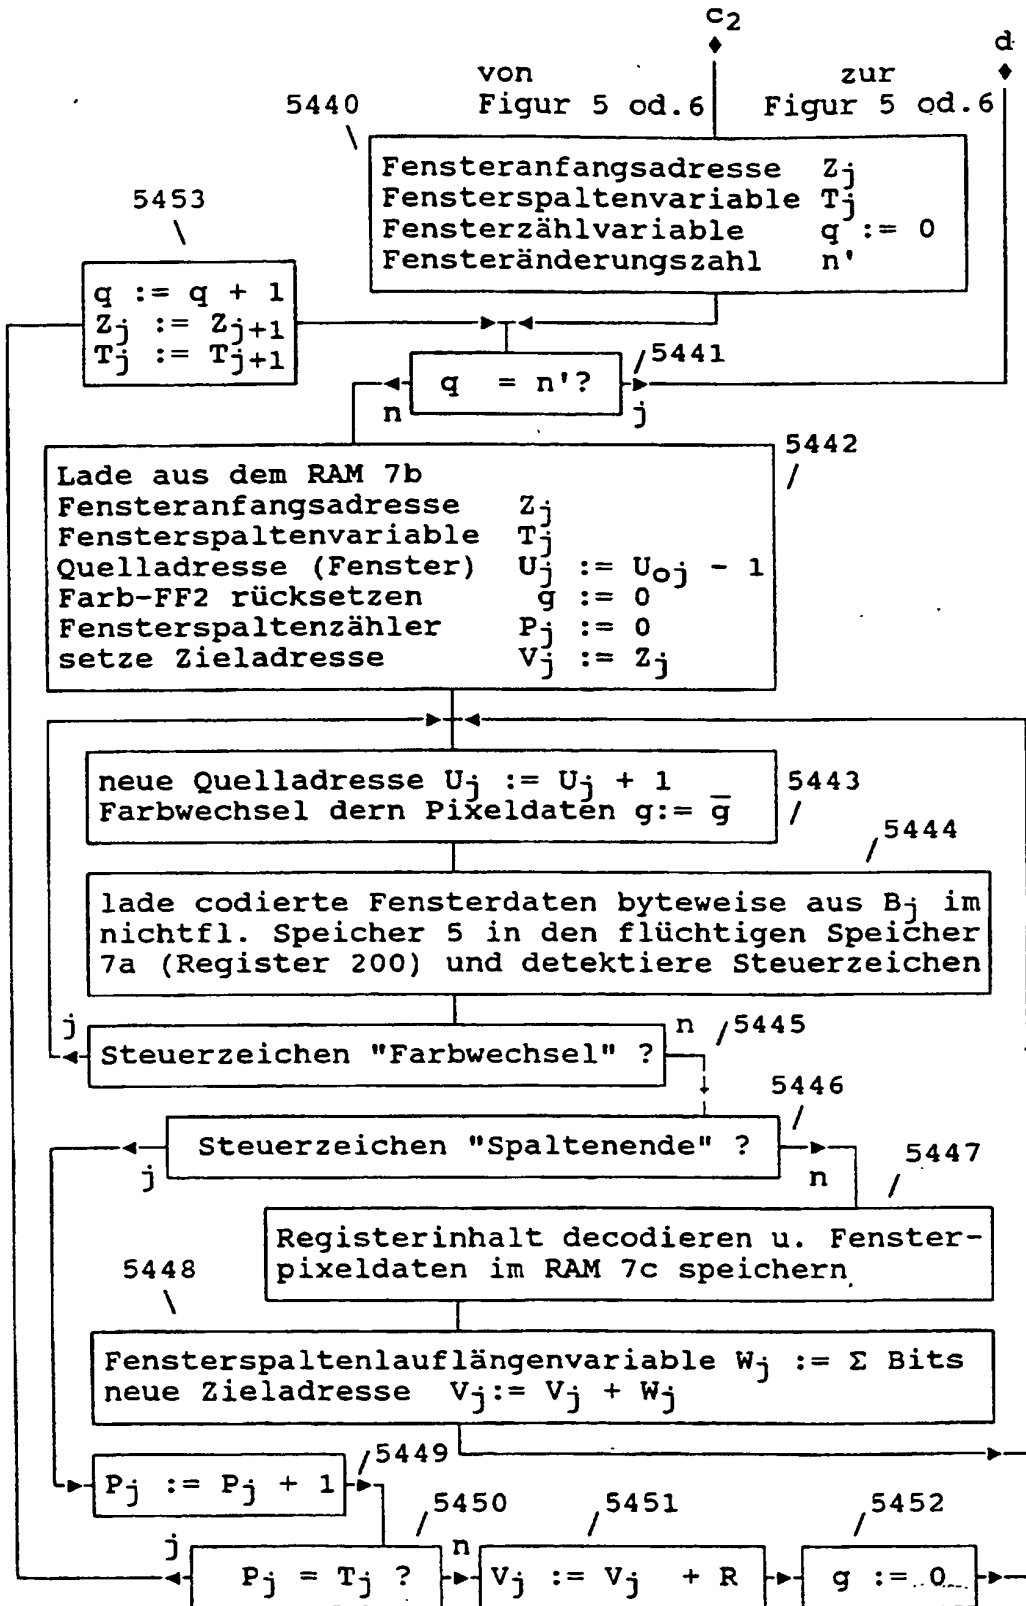 c2
d
von
zur
Figur 5 od.6
Figur 5 od.6
5440
Fensteranfangsadresse Zj
Fensterspaltenvariable Tj
Fensterzählvariable q := 0
Fensteränderungszahl n'
5453
q := q + 1
Zj := Zj+1
Tj := Tj+1
5441
q = n'?
n
j
5442
Lade aus dem RAM 7b
Fensteranfangsadresse Zj
Fensterspaltenvariable Tj
Quelladresse (Fenster) Uj := Uoj - 1
Farb-FF2 rücksetzen g := 0
Fensterspaltenzähler Pj := 0
setze Zieladresse Vj := Zj
neue Quelladresse Uj := Uj + 1
Farbwechsel dern Pixeldaten g:= g̅
5443
5444
lade codierte Fensterdaten byteweise aus Bj im
nichtfl. Speicher 5 in den flüchtigen Speicher
7a (Register 200) und detektiere Steuerzeichen
j
n
5445
Steuerzeichen "Farbwechsel" ?
5446
Steuerzeichen "Spaltenende" ?
j
n
5447
Registerinhalt decodieren u. Fenster-
pixeldaten im RAM 7c speichern
5448
Fensterspaltenlauflängenvariable Wj := Σ Bits
neue Zieladresse Vj:= Vj + Wj
5449
Pj := Pj + 1
5450
5451
5452
j
Pj = Tj ?
n
Vj := Vj + R
g := 0